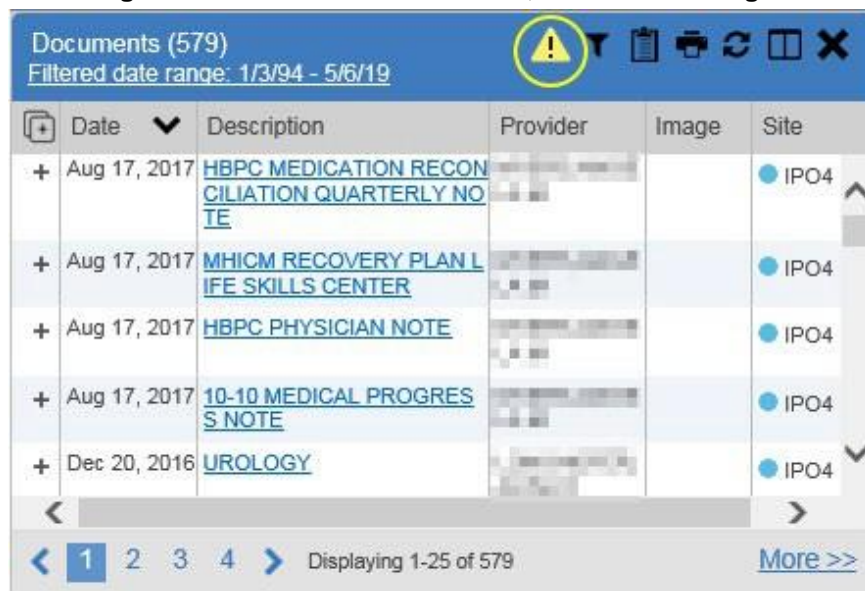 Documents (579)
Filtered date range: 1/3/94 - 5/6/19
Date Description Provider Image Site
+ Aug 17, 2017 HBPC MEDICATION RECON IPO4
CILIATION QUARTERLY NO
TE
+ Aug 17, 2017 MHICM RECOVERY PLAN L IPO4
IFE SKILLS CENTER
+ Aug 17, 2017 HBPC PHYSICIAN NOTE IPO4
+ Aug 17, 2017 10-10 MEDICAL PROGRES IPO4
S NOTE
+ Dec 20, 2016 UROLOGY IPO4
1 2 3 4 Displaying 1-25 of 579 More >>